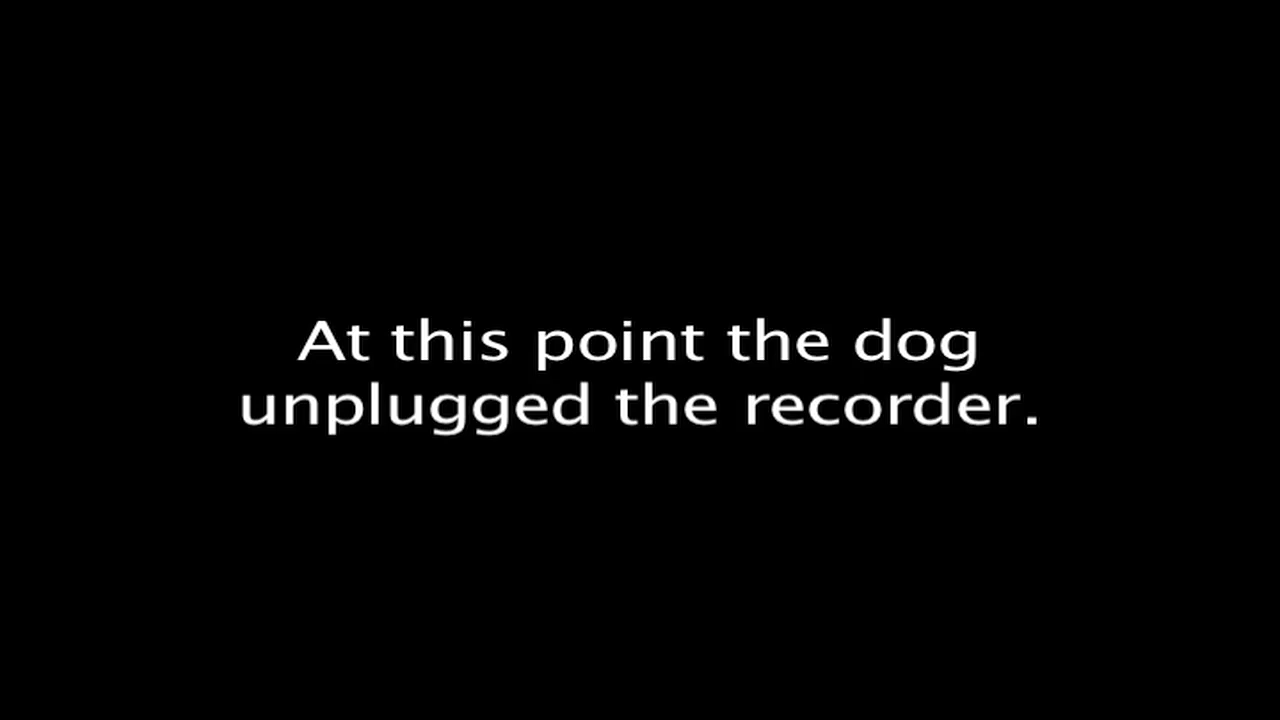 At this point the dog
unplugged the recorder.